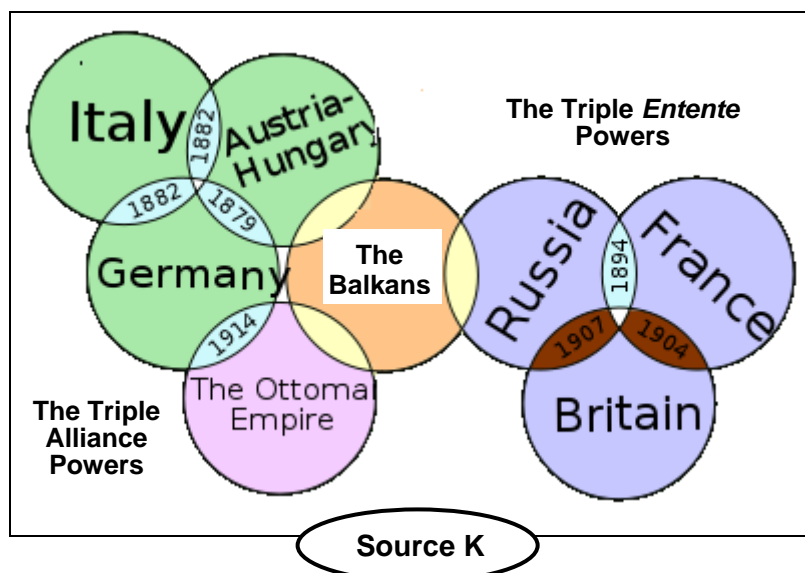 Italy
1882
Austria-
Hungary
1882
1879
Germany
1914
The Ottomal
Empire
The
Balkans
The Triple
Alliance
Powers
The Triple Entente
Powers
Russia
1894
France
1907
1904
Britain
Source K